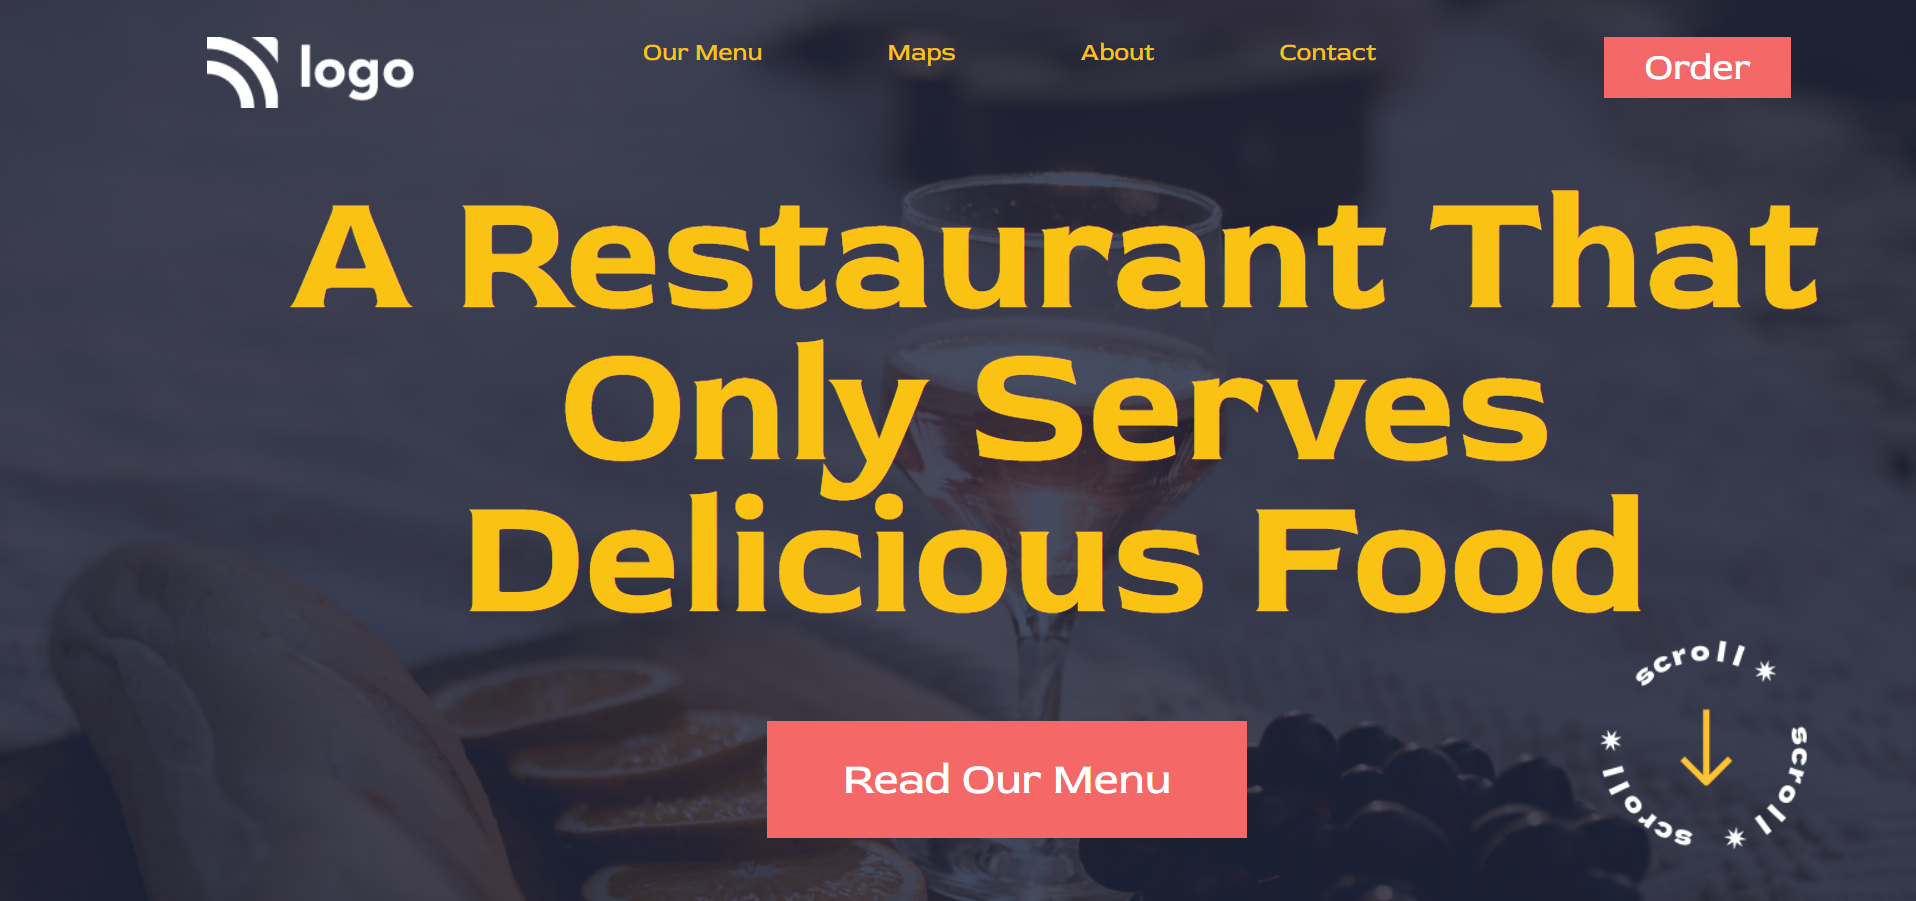 logo
Our Menu
Maps
About
Contact
Order
A Restaurant That
Only Serves
Delicious Food
Read Our Menu
scroll
scroll
scroll